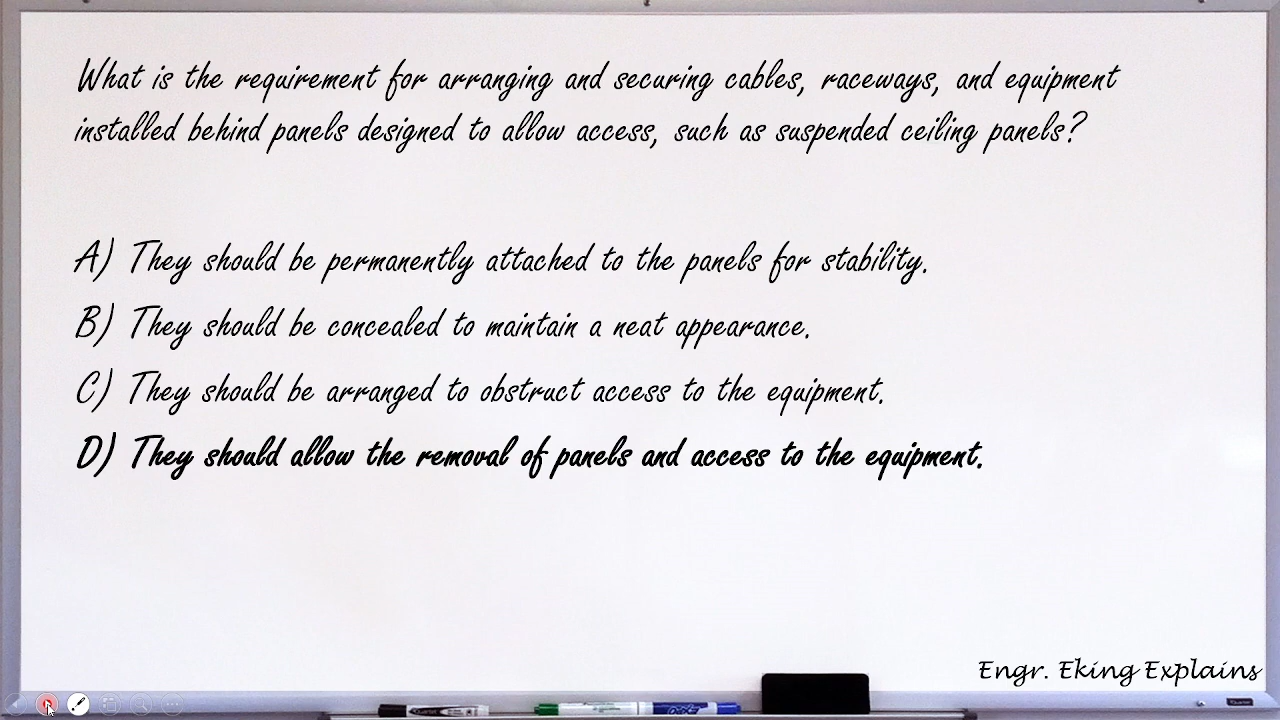 What is the requirement for arranging and securing cables, raceways, and equipment
installed behind panels designed to allow access, such as suspended ceiling panels?
A) They should be permanently attached to the panels for stability.
B) They should be concealed to maintain a neat appearance.
C) They should be arranged to obstruct access to the equipment.
D) They should allow the removal of panels and access to the equipment.
Engr. Eking Explains